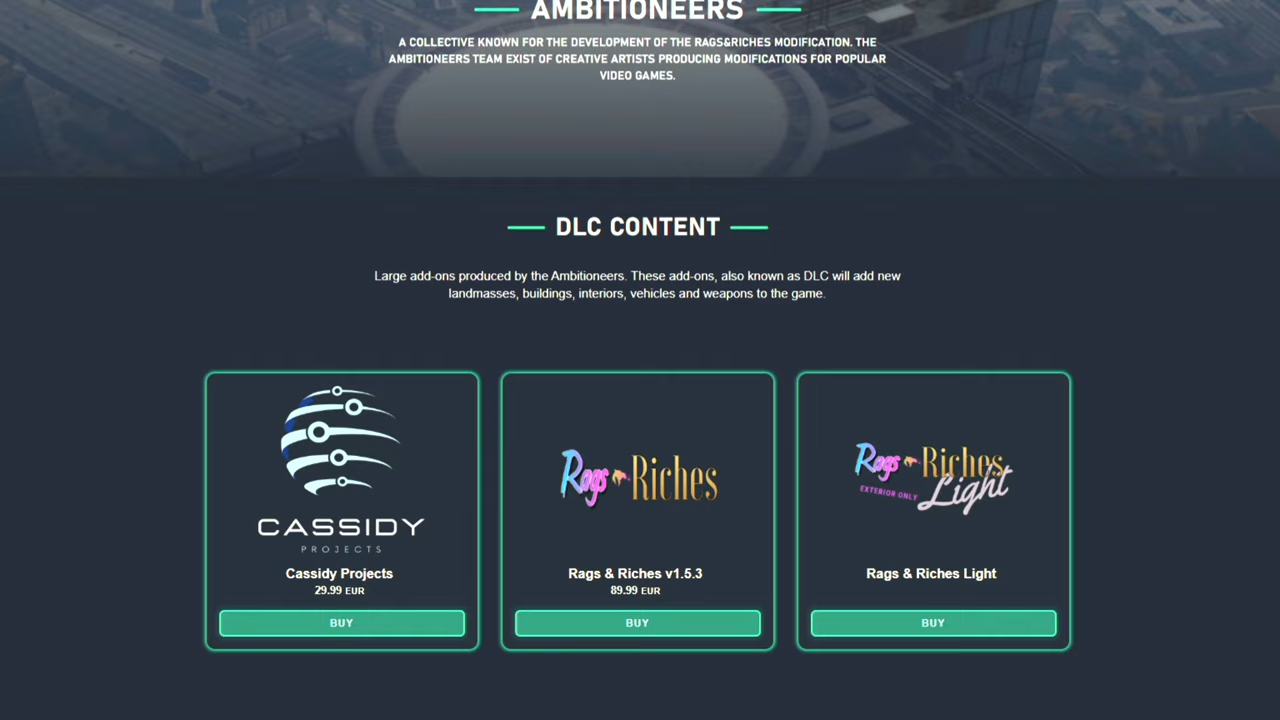 AMBITIONEERS
A COLLECTIVE KNOWN FOR THE DEVELOPMENT OF THE RAGS&RICHES MODIFICATION. THE
AMBITIONEERS TEAM EXIST OF CREATIVE ARTISTS PRODUCING MODIFICATIONS FOR POPULAR
VIDEO GAMES.
DLC CONTENT
Large add-ons produced by the Ambitioneers. These add-ons, also known as DLC will add new
landmasses, buildings, interiors, vehicles and weapons to the game.
CASSIDY
PROJECTS
Cassidy Projects
29.99 EUR
BUY
Rags Riches
Rags & Riches v1.5.3
89.99 EUR
BUY
Rags Riches
EXTERIOR ONLY Light
Rags & Riches Light
BUY